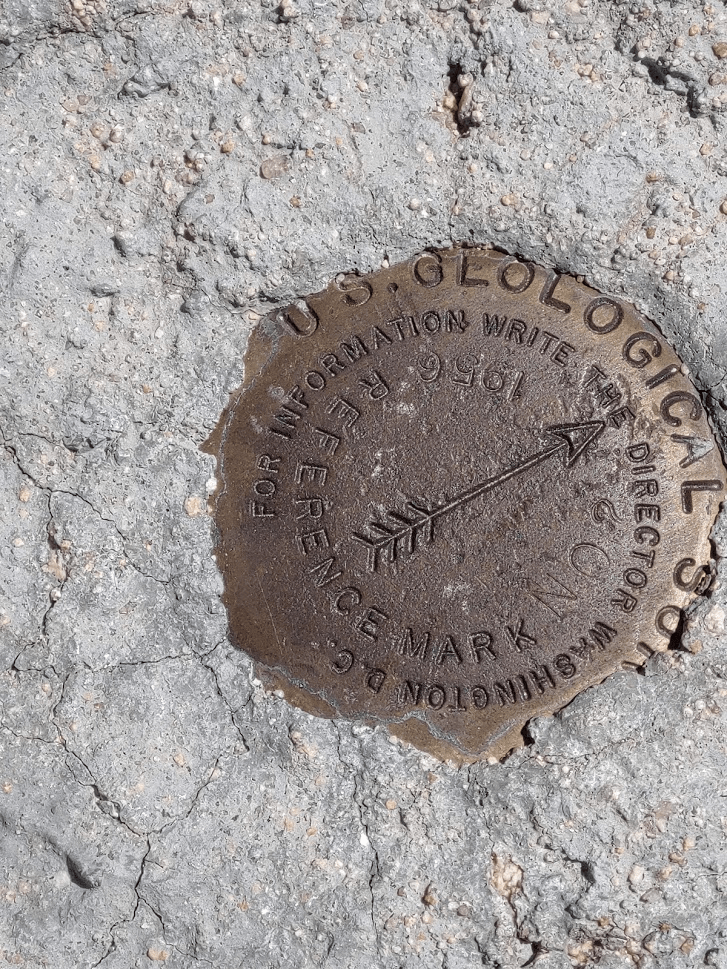 U.S. GEOLOGICAL SU
FOR INFORMATION WRITE THE DIRECTOR WASHINGTON D.C.
REFERENCE MARK NO 2
1956